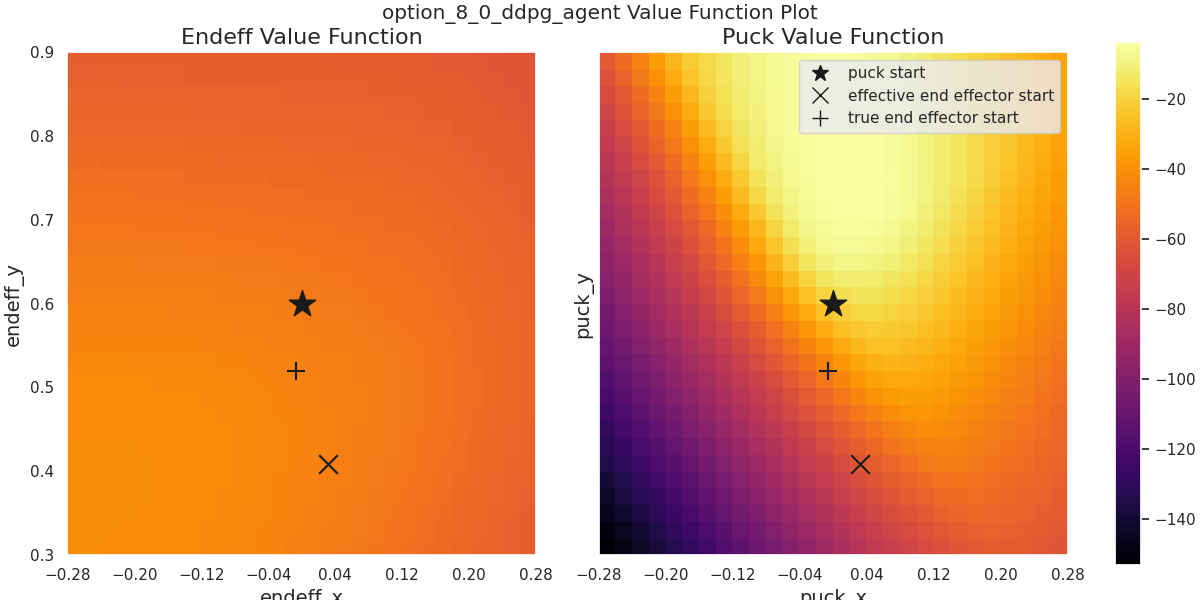 option_8_0_ddpg_agent Value Function Plot
Endeff Value Function
Puck Value Function
0.9
0.8
0.7
0.6
0.5
0.4
0.3
endeff_y
−0.28 −0.20 −0.12 −0.04 0.04 0.12 0.20 0.28
endeff_x
puck start
effective end effector start
true end effector start
puck_y
−0.28 −0.20 −0.12 −0.04 0.04 0.12 0.20 0.28
puck_x
−20
−40
−60
−80
−100
−120
−140